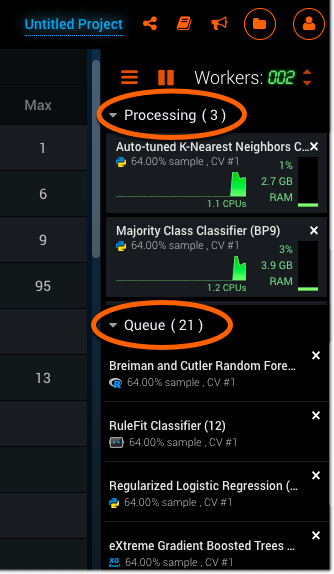 Untitled Project
Workers: 002
Max
Processing ( 3 )
1
Auto-tuned K-Nearest Neighbors C...
64.00% sample , CV #1
1%
2.7 GB
RAM
1.1 CPUs
6
9
Majority Class Classifier (BP9)
64.00% sample , CV #1
3%
3.9 GB
RAM
1.2 CPUs
95
Queue ( 21 )
13
Breiman and Cutler Random Fore...
R 64.00% sample , CV #1
RuleFit Classifier (12)
64.00% sample , CV #1
Regularized Logistic Regression (...
64.00% sample , CV #1
eXtreme Gradient Boosted Trees ...
XG 64.00% sample , CV #1